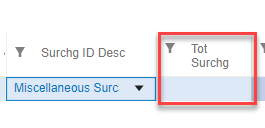 Surchg ID Desc
Tot
Surchg
Miscellaneous Surc